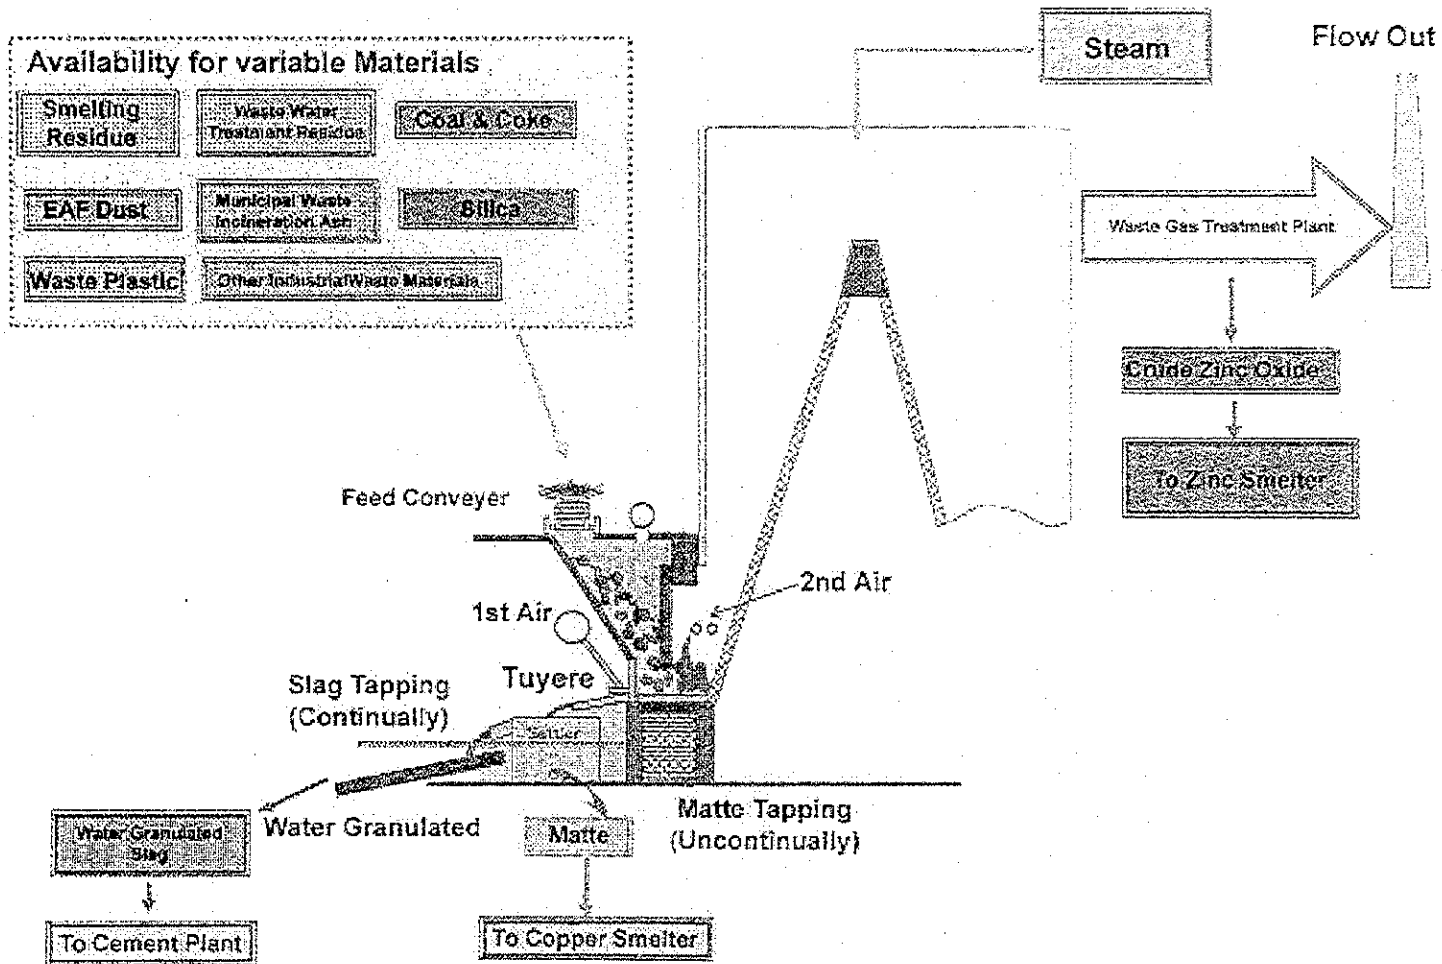 Steam
Flow Out
Availability for variable Materials
Smelting
Residue
Waste Water
Treatment Residue
Coal & Coke
EAF Dust
Municipal Waste
Incineration Ash
Silica
Waste Plastic
Other IndustrialWaste Materials
Waste Gas Treatment Plant
Crude Zinc Oxide
To Zinc Smelter
Feed Conveyer
1st Air
2nd Air
Tuyere
Slag Tapping
(Continually)
Settler
Matte Tapping
(Uncontinually)
Water Granulated
Water Granulated
Slag
Matte
To Cement Plant
To Copper Smelter